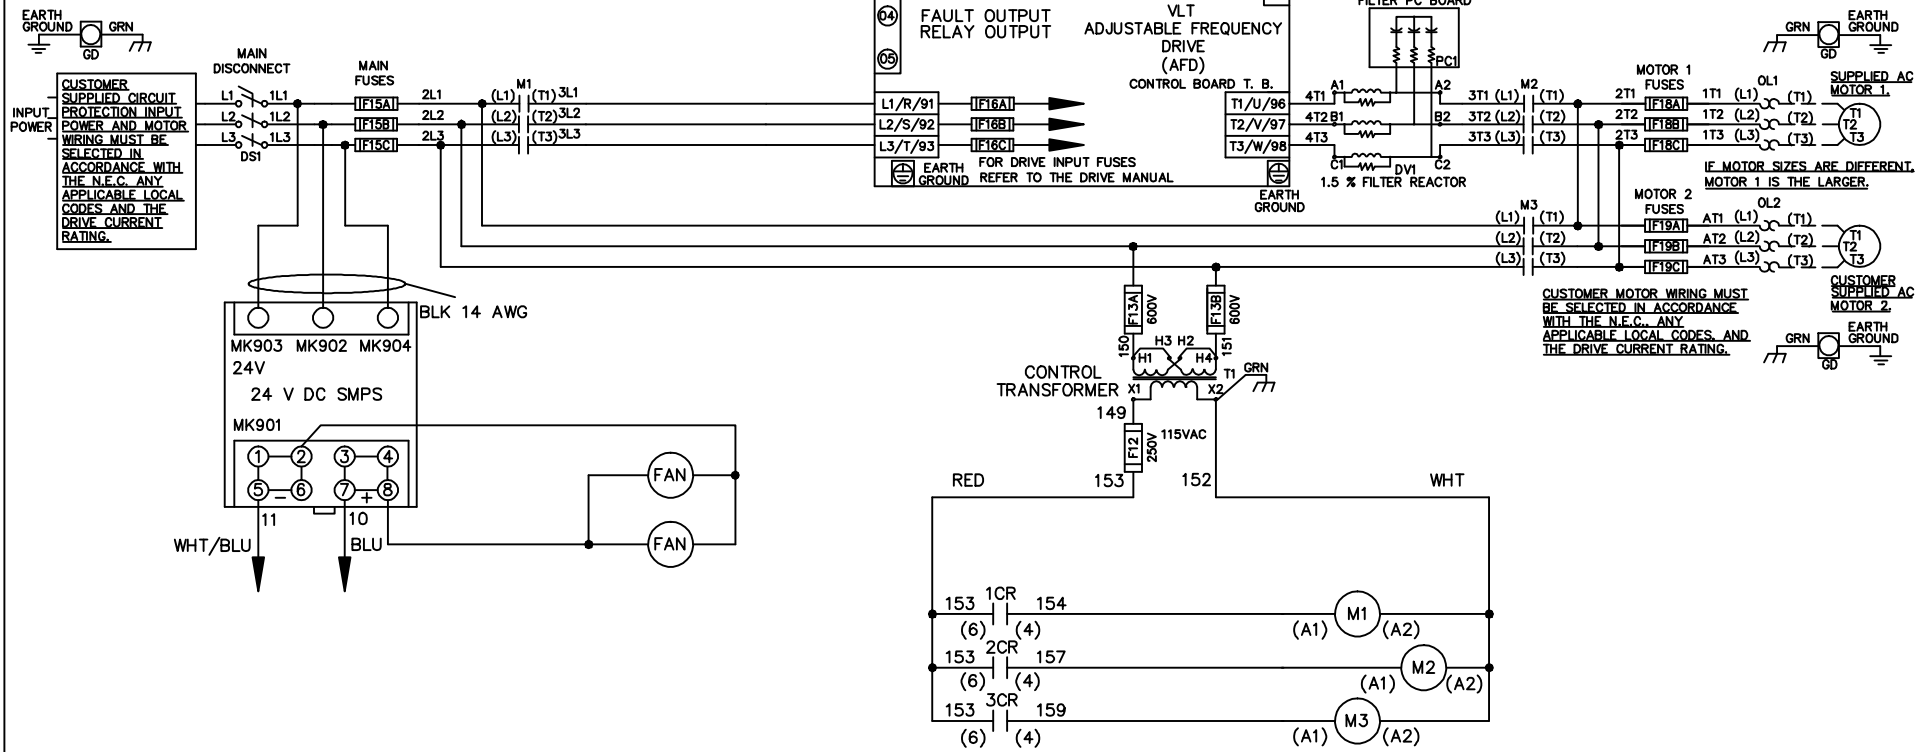 EARTH
GROUND
GRN
GD
CUSTOMER
SUPPLIED CIRCUIT
PROTECTION INPUT
POWER AND MOTOR
WIRING MUST BE
SELECTED IN
ACCORDANCE WITH
THE N.E.C. ANY
APPLICABLE LOCAL
CODES AND THE
DRIVE CURRENT
RATING.
INPUT
POWER
MAIN
DISCONNECT
L1 1L1
L2 1L2
L3 1L3
DS1
MAIN
FUSES
F15A
F15B
F15C
2L1
2L2
2L3
M1
(L1) (T1) 3L1
(L2) (T2) 3L2
(L3) (T3) 3L3
04 FAULT OUTPUT
RELAY OUTPUT
05
VLT
ADJUSTABLE FREQUENCY
DRIVE
(AFD)
CONTROL BOARD T. B.
L1/R/91 F16A T1/U/96
L2/S/92 F16B T2/V/97
L3/T/93 F16C T3/W/98
EARTH
GROUND
FOR DRIVE INPUT FUSES
REFER TO THE DRIVE MANUAL
EARTH
GROUND
FILTER PC BOARD
PC1
4T1 A1 A2
4T2 B1 B2
4T3 C1 C2
DV1
1.5 % FILTER REACTOR
M2
3T1 (L1) (T1)
3T2 (L2) (T2)
3T3 (L3) (T3)
MOTOR 1
FUSES
2T1 F18A 1T1 (L1) (T1)
2T2 F18B 1T2 (L2) (T2)
2T3 F18C 1T3 (L3) (T3)
OL1
T1
T2
T3
GRN
GD
EARTH
GROUND
SUPPLIED AC
MOTOR 1.
IF MOTOR SIZES ARE DIFFERENT,
MOTOR 1 IS THE LARGER.
M3
(L1) (T1)
(L2) (T2)
(L3) (T3)
MOTOR 2
FUSES
F19A AT1 (L1) (T1)
F19B AT2 (L2) (T2)
F19C AT3 (L3) (T3)
OL2
T1
T2
T3
CUSTOMER
SUPPLIED AC
MOTOR 2.
CUSTOMER MOTOR WIRING MUST
BE SELECTED IN ACCORDANCE
WITH THE N.E.C., ANY
APPLICABLE LOCAL CODES, AND
THE DRIVE CURRENT RATING.
GRN
GD
EARTH
GROUND
BLK 14 AWG
MK903 MK902 MK904
24V
24 V DC SMPS
MK901
1 2 3 4
5 - 6 7 + 8
11
10
WHT/BLU
BLU
FAN
FAN
F13A
600V
F13B
600V
150
151
H3 H2
H1 H4
CONTROL
TRANSFORMER
T1
GRN
X1 X2
149
F12
250V
115VAC
RED 153 152 WHT
1CR
153 154
(6) (4)
M1
(A1) (A2)
2CR
153 157
(6) (4)
M2
(A1) (A2)
3CR
153 159
(6) (4)
M3
(A1) (A2)